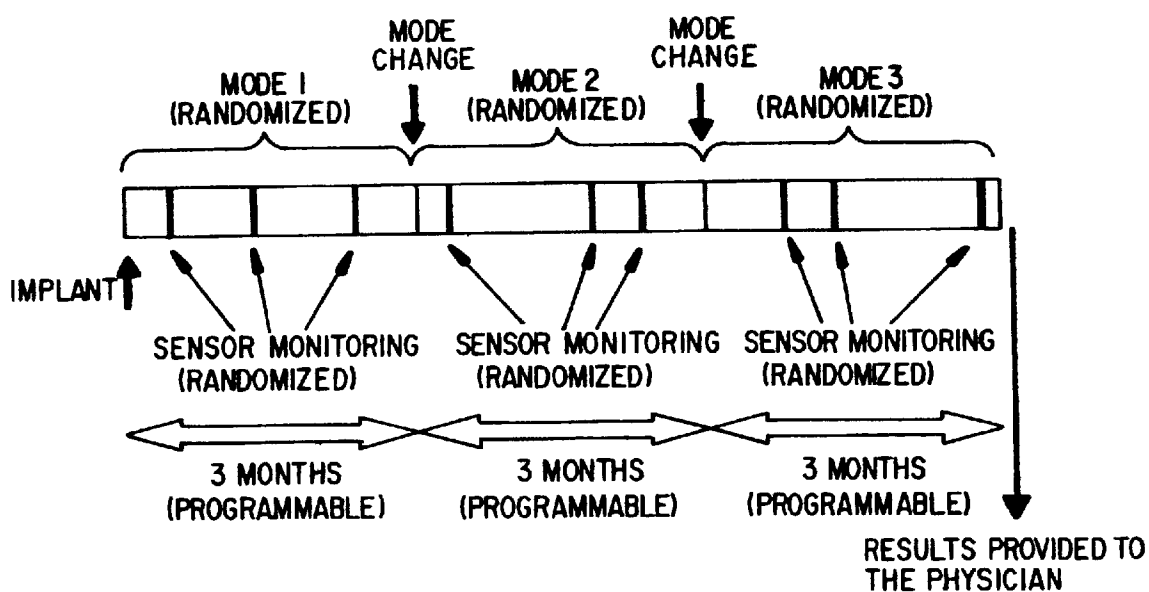 MODE
CHANGE
MODE
CHANGE
MODE 1
(RANDOMIZED)
MODE 2
(RANDOMIZED)
MODE 3
(RANDOMIZED)
IMPLANT
SENSOR MONITORING
(RANDOMIZED)
SENSOR MONITORING
(RANDOMIZED)
SENSOR MONITORING
(RANDOMIZED)
3 MONTHS
(PROGRAMMABLE)
3 MONTHS
(PROGRAMMABLE)
3 MONTHS
(PROGRAMMABLE)
RESULTS PROVIDED TO
THE PHYSICIAN